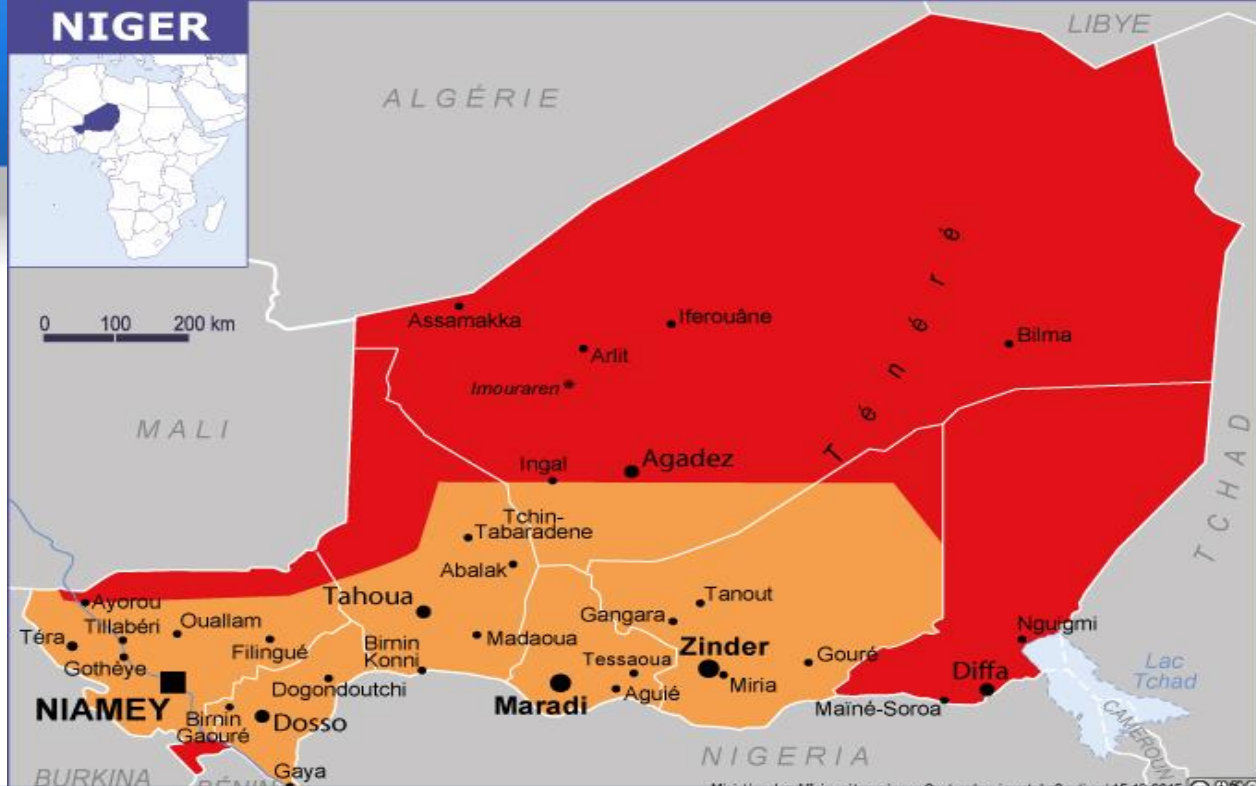 NIGER
LIBYE
ALGÉRIE
0 100 200 km
Assamakka
Iferouâne
Arlit
Bilma
Imouraren
Ténéré
MALI
TCHAD
Ingal
Agadez
Tchin-
Tabaradene
Abalak
Ayorou
Tahoua
Tanout
Tillabéri
Ouallam
Gangara
Téra
Filingué
Birnin
Konni
Madaoua
Zinder
Nguigmi
Gothèye
Tessaoua
Gouré
Diffa
Lac
Tchad
Dogondoutchi
Miria
NIAMEY
Maradi
Aguié
Maïné-Soroa
Birnin
Gaouré
Dosso
CAMEROUN
NIGERIA
Gaya
BURKINA
BÉNIN